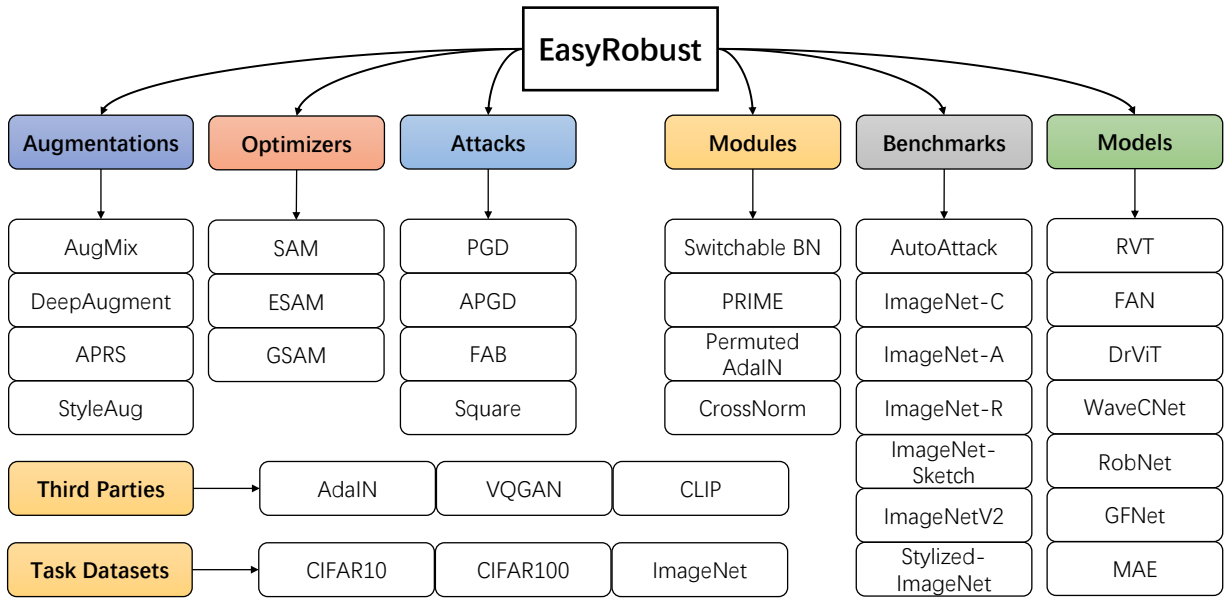 EasyRobust
Augmentations
Optimizers
Attacks
Modules
Benchmarks
Models
AugMix
DeepAugment
APRS
StyleAug
SAM
ESAM
GSAM
PGD
APGD
FAB
Square
Switchable BN
PRIME
Permuted
AdaIN
CrossNorm
AutoAttack
ImageNet-C
ImageNet-A
ImageNet-R
ImageNet-
Sketch
ImageNetV2
Stylized-
ImageNet
RVT
FAN
DrViT
WaveCNet
RobNet
GFNet
MAE
Third Parties
AdaIN
VQGAN
CLIP
Task Datasets
CIFAR10
CIFAR100
ImageNet